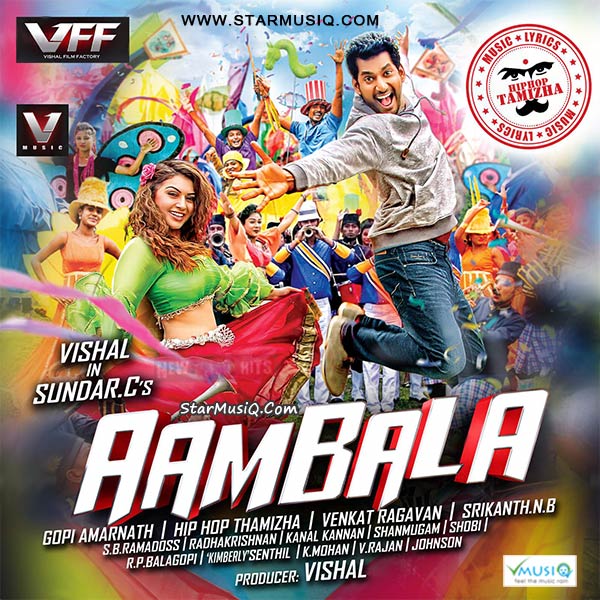 www.STARMUSIQ.COM
VFF
VISHAL FILM FACTORY
V
MUSIC
MUSIC LYRICS
HIPHOP
TAMIZHA
MUSIC LYRICS
VISHAL
IN
SUNDAR.C's
StarMusiQ.Com
AAMBALA
GOPI AMARNATH | HIP HOP THAMIZHA | VENKAT RAGAVAN | SRIKANTH.N.B
S.B.RAMADOSS | RADHAKRISHNAN | KANAL KANNAN | SHANMUGAM | SHOBI |
R.P.BALAGOPI | 'KIMBERLY'SENTHIL | K.MOHAN | V.RAJAN | JOHNSON
PRODUCER: VISHAL
VMUSIQ
feel the music rain